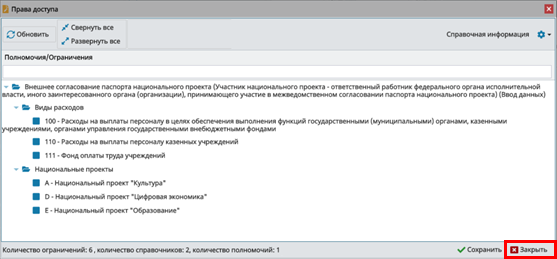 Права доступа
Обновить
Свернуть все
Развернуть все
Справочная информация
Полномочия/Ограничения
Внешнее согласование паспорта национального проекта (Участник национального проекта - ответственный работник федерального органа исполнительной
власти, иного заинтересованного органа (организации), принимающего участие в межведомственном согласовании паспорта национального проекта) (Ввод данных)
Виды расходов
100 - Расходы на выплаты персоналу в целях обеспечения выполнения функций государственными (муниципальными) органами, казенными
учреждениями, органами управления государственными внебюджетными фондами
110 - Расходы на выплаты персоналу казенных учреждений
111 - Фонд оплаты труда учреждений
Национальные проекты
A - Национальный проект "Культура"
D - Национальный проект "Цифровая экономика"
E - Национальный проект "Образование"
Количество ограничений: 6 , количество справочников: 2, количество полномочий: 1
Сохранить
Закрыть